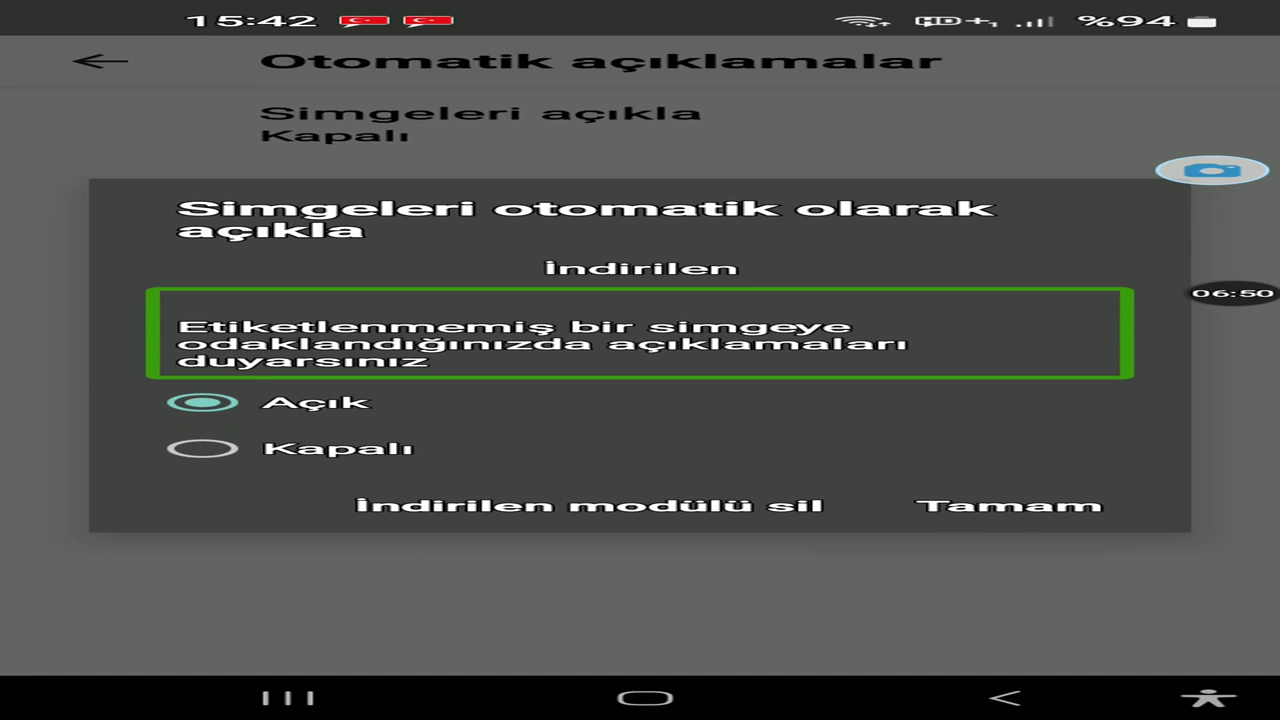 15:42
HD+
%94
Otomatik açıklamalar
Simgeleri açıkla
Kapalı
Simgeleri otomatik olarak
açıkla
İndirilen
06:50
Etiketlenmemiş bir simgeye
odaklandığınızda açıklamaları
duyarsınız
Açık
Kapalı
İndirilen modülü sil
Tamam